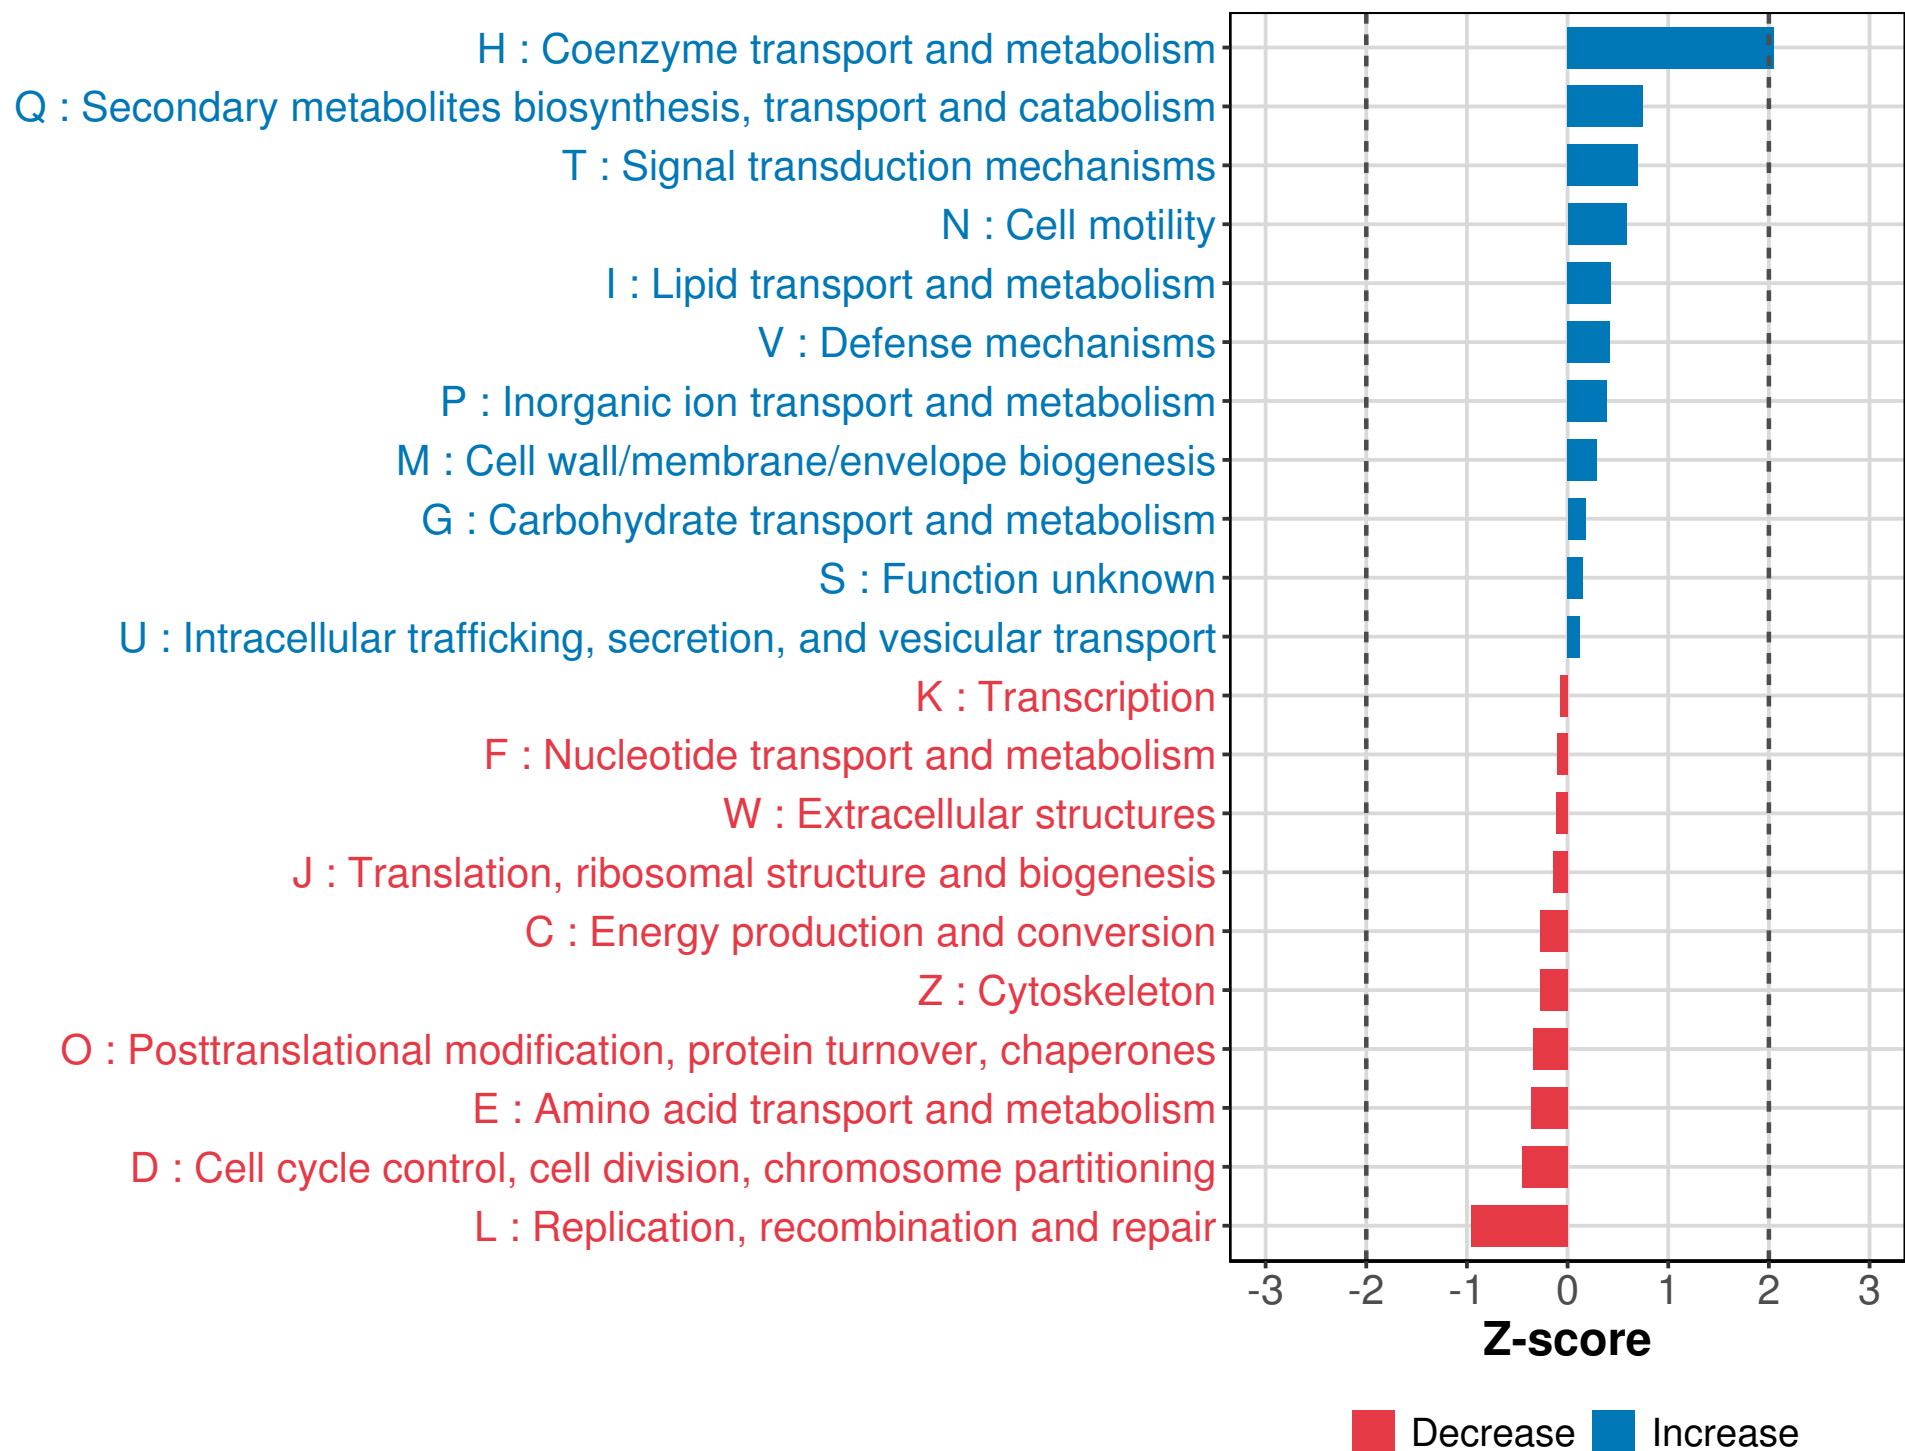 H : Coenzyme transport and metabolism
Q : Secondary metabolites biosynthesis, transport and catabolism
T : Signal transduction mechanisms
N : Cell motility
I : Lipid transport and metabolism
V : Defense mechanisms
P : Inorganic ion transport and metabolism
M : Cell wall/membrane/envelope biogenesis
G : Carbohydrate transport and metabolism
S : Function unknown
U : Intracellular trafficking, secretion, and vesicular transport
K : Transcription
F : Nucleotide transport and metabolism
W : Extracellular structures
J : Translation, ribosomal structure and biogenesis
C : Energy production and conversion
Z : Cytoskeleton
O : Posttranslational modification, protein turnover, chaperones
E : Amino acid transport and metabolism
D : Cell cycle control, cell division, chromosome partitioning
L : Replication, recombination and repair
-3 -2 -1 0 1 2 3
Z-score
Decrease Increase